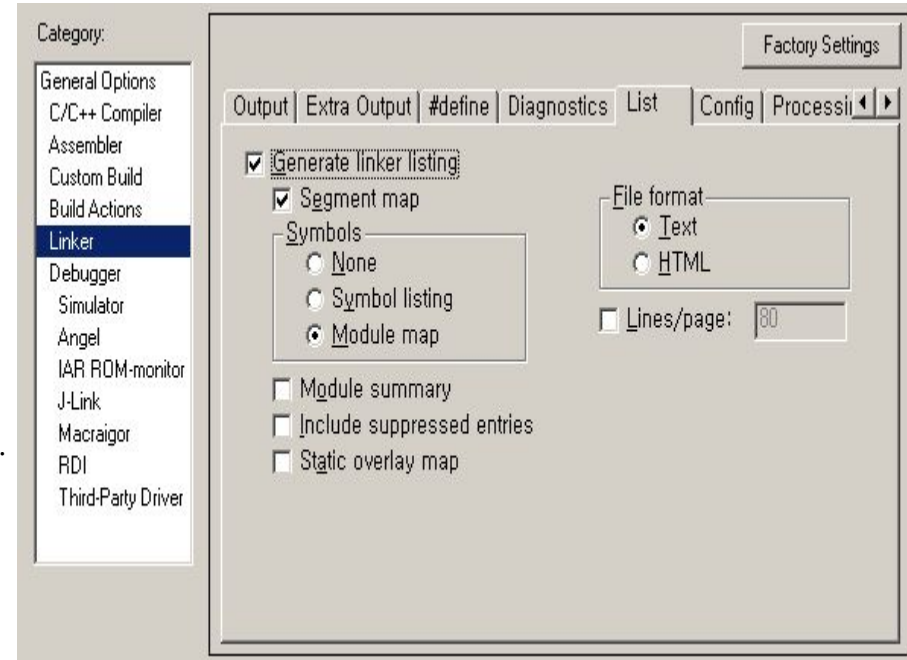 Category:
General Options
C/C++ Compiler
Assembler
Custom Build
Build Actions
Linker
Debugger
Simulator
Angel
IAR ROM-monitor
J-Link
Macraigor
RDI
Third-Party Driver
Factory Settings
Output
Extra Output
#define
Diagnostics
List
Config
Generate linker listing
Segment map
Symbols
None
Symbol listing
Module map
Module summary
Include suppressed entries
Static overlay map
File format
Text
HTML
Lines/page: 80
.